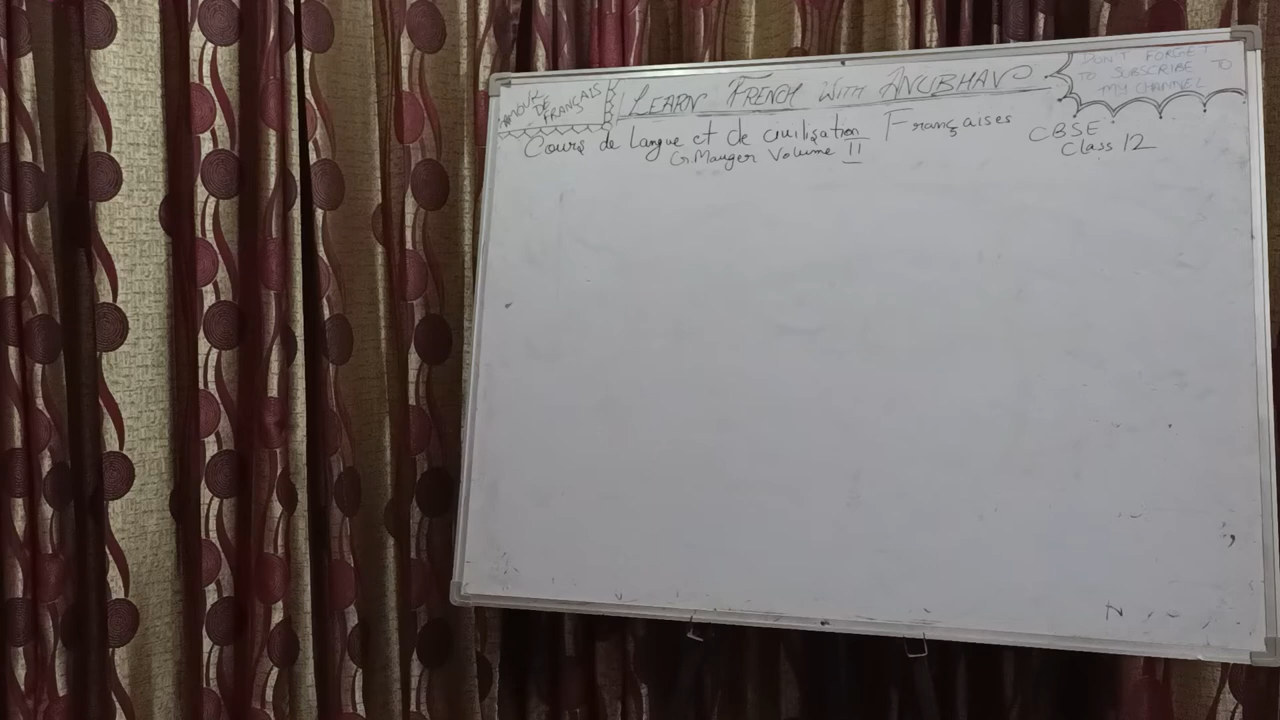 DE
FRANÇAIS
LEARN FRENCH WITH ANUBHAV
DON'T FORGET
TO SUBSCRIBE TO
MY CHANNEL
Cours de langue et de civilisation Françaises
G Mauger Volume II
CBSE
Class 12
N